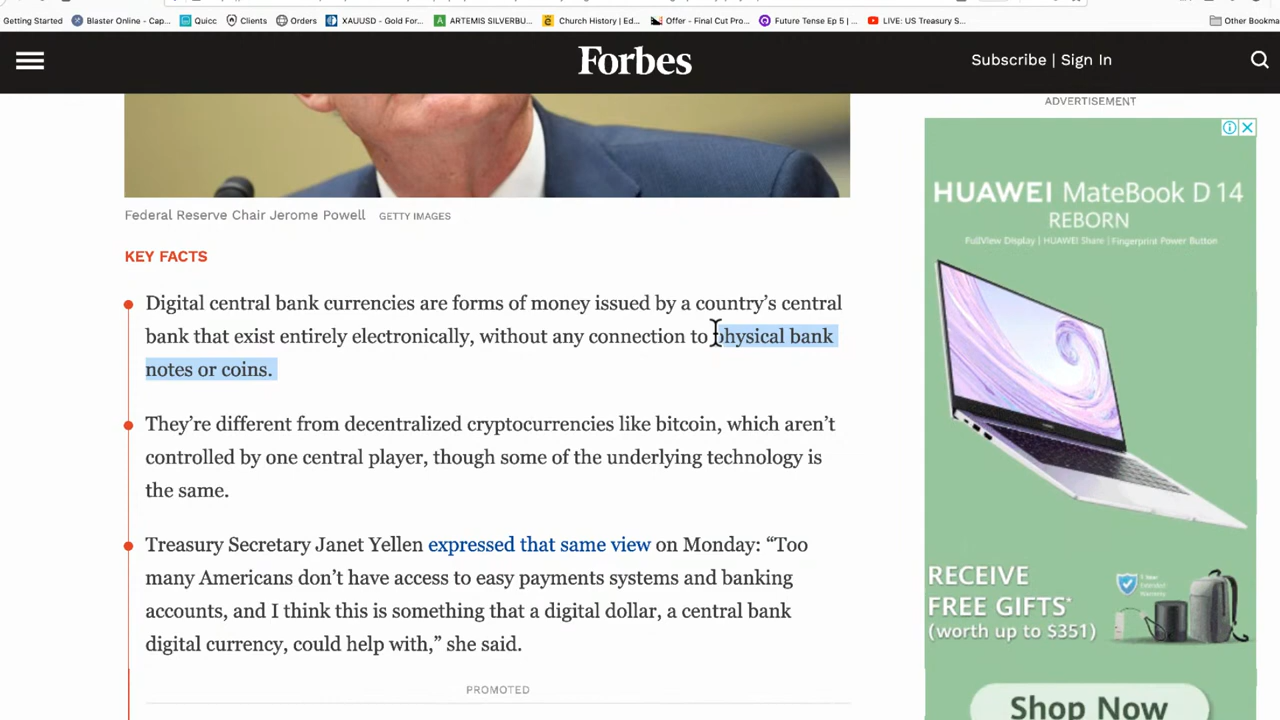 Getting Started
Blaster Online - Cap...
Quicc
Clients
Orders
XAUUSD - Gold For...
ARTEMIS SILVERBU...
Church History | Ed...
Offer - Final Cut Pro...
Future Tense Ep 5 | ...
LIVE: US Treasury S...
Other Bookmar
Forbes
Subscribe | Sign In
ADVERTISEMENT
Federal Reserve Chair Jerome Powell GETTY IMAGES
KEY FACTS
Digital central bank currencies are forms of money issued by a country’s central
bank that exist entirely electronically, without any connection to physical bank
notes or coins.
They’re different from decentralized cryptocurrencies like bitcoin, which aren’t
controlled by one central player, though some of the underlying technology is
the same.
Treasury Secretary Janet Yellen expressed that same view on Monday: “Too
many Americans don’t have access to easy payments systems and banking
accounts, and I think this is something that a digital dollar, a central bank
digital currency, could help with,” she said.
PROMOTED
HUAWEI MateBook D 14
REBORN
FullView Display | HUAWEI Share | Fingerprint Power Button
RECEIVE
FREE GIFTS*
(worth up to $351)
Shop Now